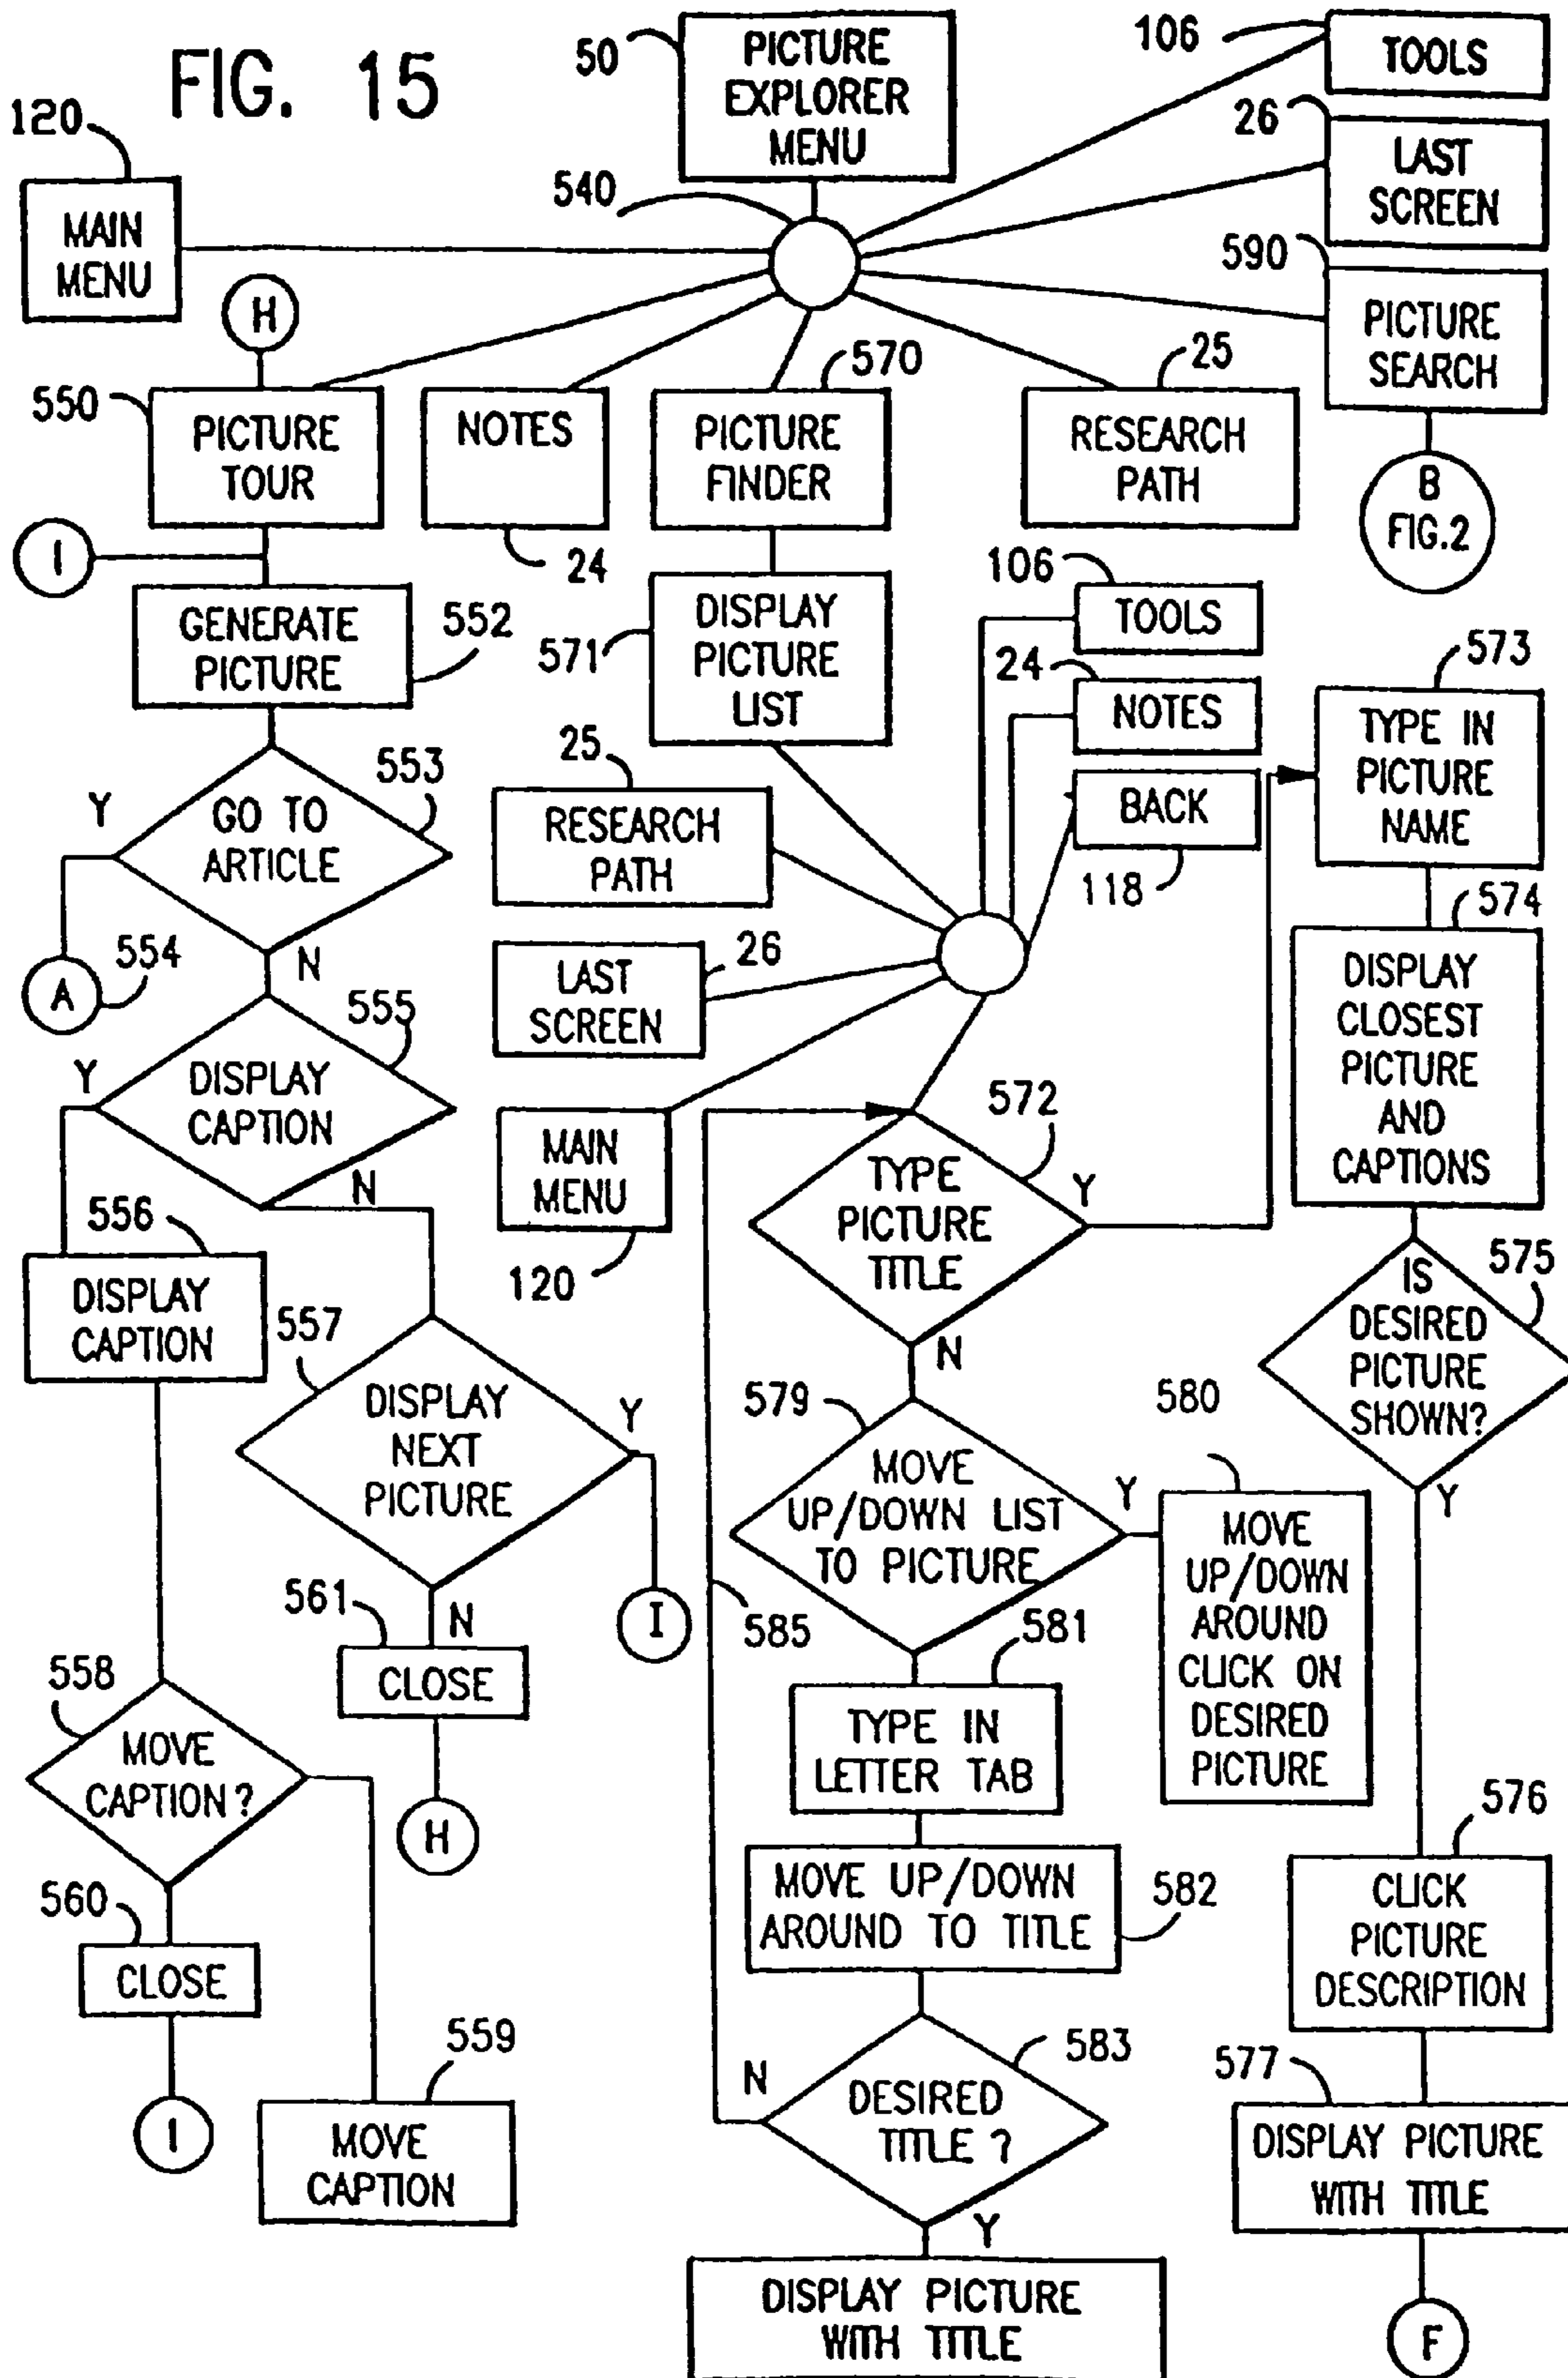 FIG. 15
50
PICTURE
EXPLORER
MENU
106
TOOLS
26
LAST
SCREEN
120
MAIN
MENU
540
590
PICTURE
SEARCH
B
FIG.2
H
550
PICTURE
TOUR
NOTES
24
570
PICTURE
FINDER
25
RESEARCH
PATH
I
GENERATE
PICTURE
552
571
DISPLAY
PICTURE
LIST
106
TOOLS
24
NOTES
BACK
118
573
TYPE IN
PICTURE
NAME
Y
GO TO
ARTICLE
553
25
RESEARCH
PATH
A
554
N
26
LAST
SCREEN
574
DISPLAY
CLOSEST
PICTURE
AND
CAPTIONS
Y
DISPLAY
CAPTION
555
N
MAIN
MENU
120
572
TYPE
PICTURE
TITLE
Y
N
556
DISPLAY
CAPTION
557
DISPLAY
NEXT
PICTURE
Y
N
I
575
IS
DESIRED
PICTURE
SHOWN?
Y
579
MOVE
UP/DOWN LIST
TO PICTURE
Y
580
MOVE
UP/DOWN
AROUND
CLICK ON
DESIRED
PICTURE
561
CLOSE
H
585
581
TYPE IN
LETTER TAB
558
MOVE
CAPTION?
MOVE UP/DOWN
AROUND TO TITLE
582
576
CLICK
PICTURE
DESCRIPTION
560
CLOSE
I
559
MOVE
CAPTION
N
DESIRED
TITLE?
583
Y
577
DISPLAY PICTURE
WITH TITLE
F
DISPLAY PICTURE
WITH TITLE